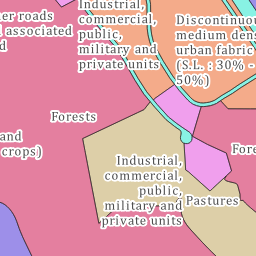 Industrial,
commercial,
public,
military and
private units
Discontinuous
medium dens
urban fabric
(S.L. : 30% -
50%)
er roads
associated
d
Forests
and
crops)
Fore
Industrial,
commercial,
public,
military and
private units
Pastures